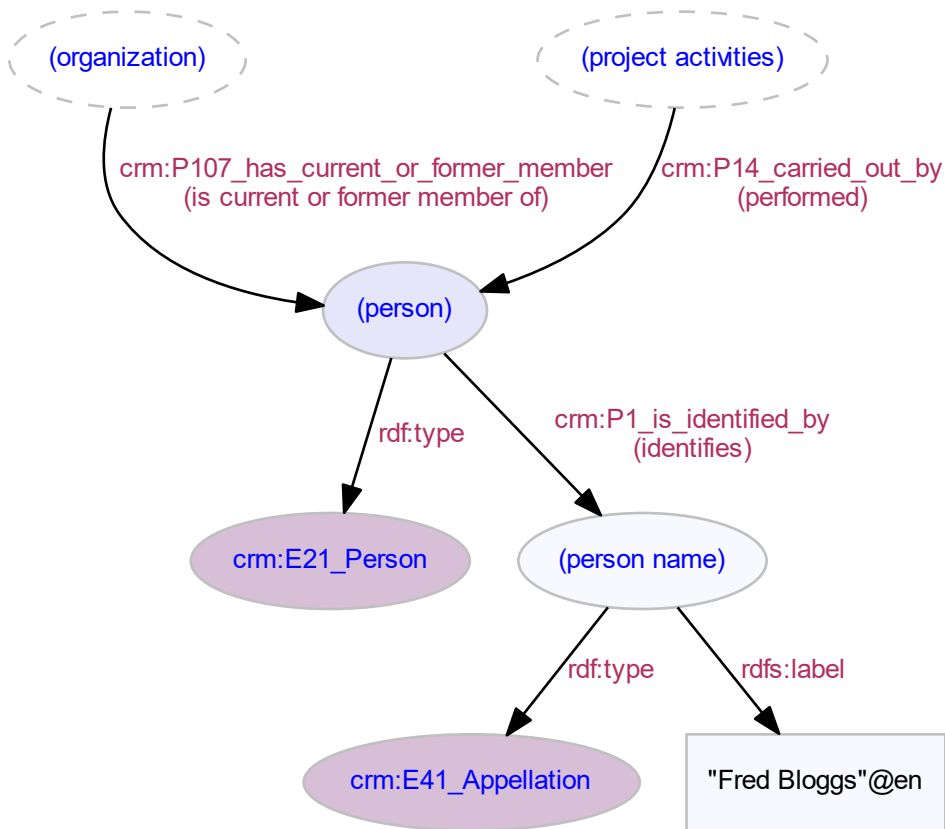 (organization)
(project activities)
crm:P107_has_current_or_former_member
(is current or former member of)
crm:P14_carried_out_by
(performed)
(person)
rdf:type
crm:P1_is_identified_by
(identifies)
crm:E21_Person
(person name)
rdf:type
rdfs:label
crm:E41_Appellation
"Fred Bloggs"@en